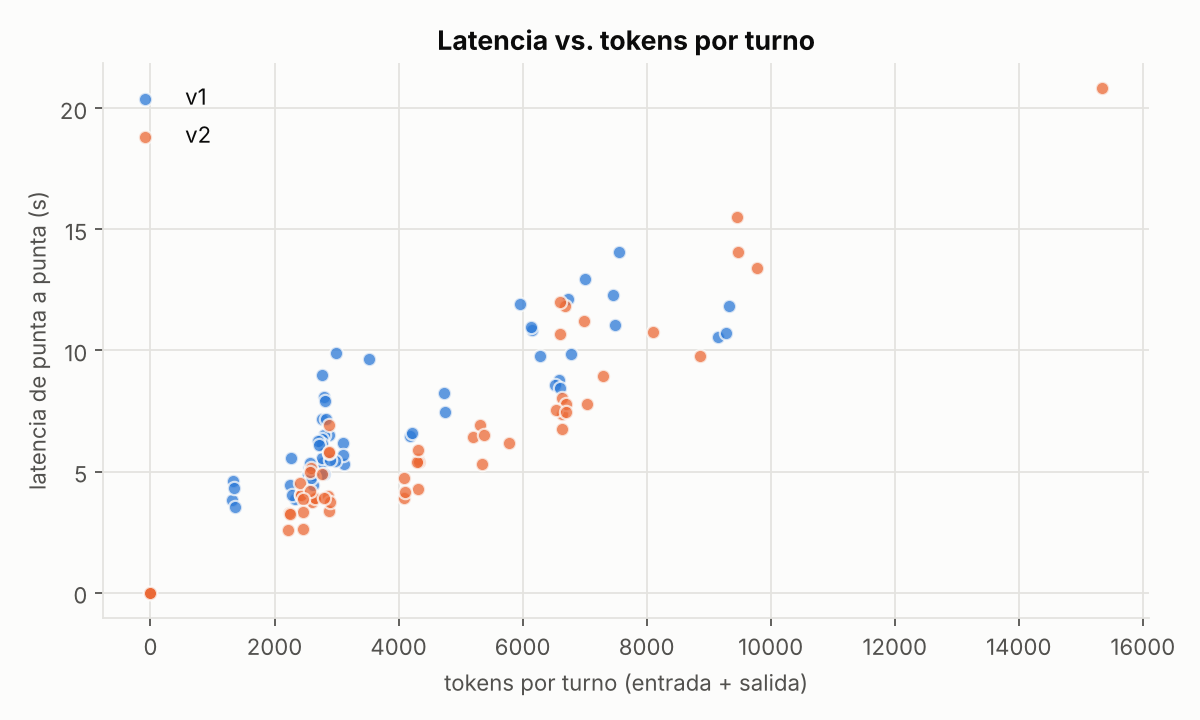 Latencia vs. tokens por turno
v1
v2
latencia de punta a punta (s)
20
15
10
5
0
0 2000 4000 6000 8000 10000 12000 14000 16000
tokens por turno (entrada + salida)